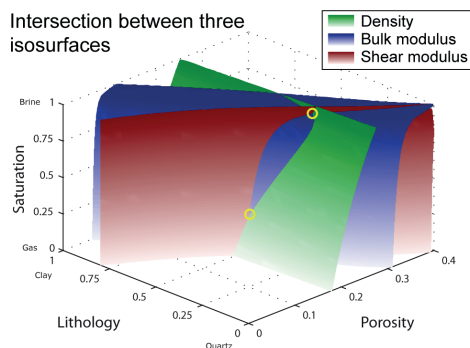 Intersection between three
isosurfaces
Density
Bulk modulus
Shear modulus
Brine 1
0.75
0.5
0.25
Gas 0
Saturation
1
Clay
0.75
0.5
0.25
0
Quartz
Lithology
0
0.1
0.2
0.3
0.4
Porosity